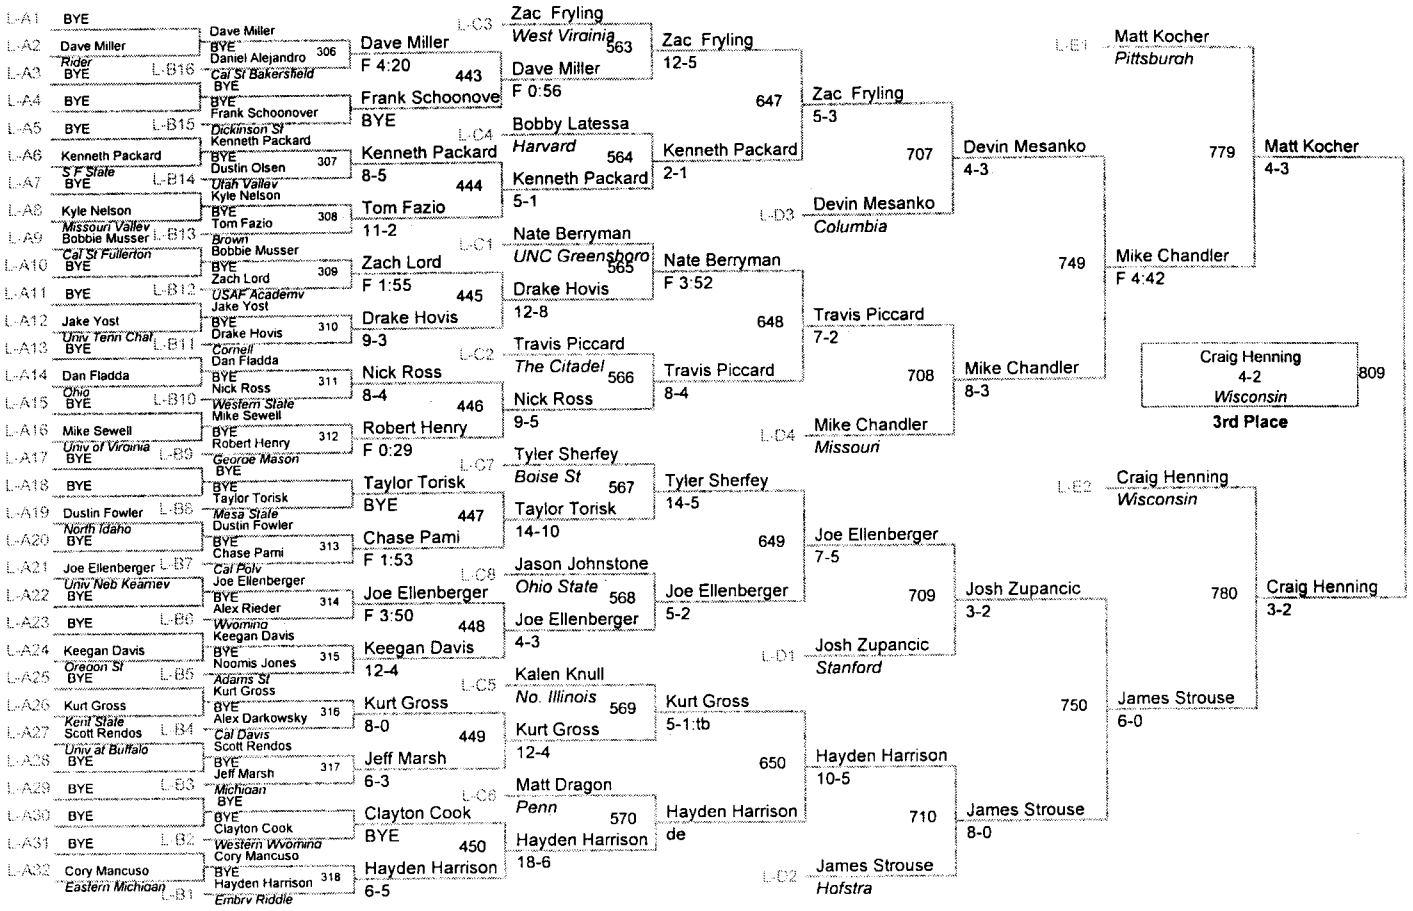 L-A1 BYE
L-A2 Dave Miller
Rider
L-A3 BYE
L-A4 BYE
L-A5 BYE
L-A6 Kenneth Packard
S F State
L-A7 BYE
L-A8 Kyle Nelson
Missouri Valley
L-A9 Bobbie Musser
Cal St Fullerton
L-A10 BYE
L-A11 BYE
L-A12 Jake Yost
Univ Tenn Chat
L-A13 BYE
L-A14 Dan Fladda
Ohio
L-A15 BYE
L-A16 Mike Sewell
Univ of Virginia
L-A17 BYE
L-A18 BYE
L-A19 Dustin Fowler
North Idaho
L-A20 BYE
L-A21 Joe Ellenberger
Univ Neb Kearney
L-A22 BYE
L-A23 BYE
L-A24 Keegan Davis
Oregon St
L-A25 BYE
L-A26 Kurt Gross
Kent State
L-A27 Scott Rendos
Univ at Buffalo
L-A28 BYE
L-A29 BYE
L-A30 BYE
L-A31 BYE
L-A32 Cory Mancuso
Eastern Michigan
Dave Miller
BYE
Daniel Alejandro 306
L-B16 Cal St Bakersfield
BYE
BYE
Frank Schoonover
L-B15 Dickinson St
Kenneth Packard
BYE
Dustin Olsen 307
L-B14 Utah Valley
Kyle Nelson
BYE
Tom Fazio 308
L-B13 Brown
Bobbie Musser
BYE
Zach Lord 309
L-B12 USAF Academy
Jake Yost
BYE
Drake Hovis 310
L-B11 Cornell
Dan Fladda
BYE
Nick Ross 311
L-B10 Western State
Mike Sewell
BYE
Robert Henry 312
L-B9 George Mason
BYE
BYE
Taylor Torisk
L-B8 Mesa State
Dustin Fowler
BYE
Chase Pami 313
L-B7 Cal Poly
Joe Ellenberger
BYE
Alex Rieder 314
L-B6 Wyoming
Keegan Davis
BYE
Noomis Jones 315
L-B5 Adams St
Kurt Gross
BYE
Alex Darkowsky 316
L-B4 Cal Davis
Scott Rendos
BYE
Jeff Marsh 317
L-B3 Michigan
BYE
BYE
Clayton Cook
L-B2 Western Wyoming
Cory Mancuso
BYE
Hayden Harrison 318
L-B1 Embry Riddle
Dave Miller
F 4:20
443
Frank Schoonove
BYE
Kenneth Packard
8-5
444
Tom Fazio
11-2
Zach Lord
F 1:55
445
Drake Hovis
9-3
Nick Ross
8-4
446
Robert Henry
F 0:29
Taylor Torisk
BYE
447
Chase Pami
F 1:53
Joe Ellenberger
F 3:50
448
Keegan Davis
12-4
Kurt Gross
8-0
449
Jeff Marsh
6-3
Clayton Cook
BYE
450
Hayden Harrison
6-5
L-C3 Zac Fryling
West Virginia
563
Dave Miller
F 0:56
L-C4 Bobby Latessa
Harvard
564
Kenneth Packard
5-1
L-C1 Nate Berryman
UNC Greensboro
565
Drake Hovis
12-8
L-C2 Travis Piccard
The Citadel
566
Nick Ross
9-5
L-C7 Tyler Sherfey
Boise St
567
Taylor Torisk
14-10
L-C8 Jason Johnstone
Ohio State
568
Joe Ellenberger
4-3
L-C5 Kalen Knull
No. Illinois
569
Kurt Gross
12-4
L-C6 Matt Dragon
Penn
570
Hayden Harrison
18-6
Zac Fryling
12-5
647
Kenneth Packard
2-1
Nate Berryman
F 3:52
648
Travis Piccard
8-4
Tyler Sherfey
14-5
649
Joe Ellenberger
5-2
Kurt Gross
5-1:tb
650
Hayden Harrison
de
Zac Fryling
5-3
707
L-D3 Devin Mesanko
Columbia
Travis Piccard
7-2
708
L-D4 Mike Chandler
Missouri
Joe Ellenberger
7-5
709
L-D1 Josh Zupancic
Stanford
Hayden Harrison
10-5
710
L-D2 James Strouse
Hofstra
Devin Mesanko
4-3
749
Mike Chandler
8-3
Josh Zupancic
3-2
750
James Strouse
8-0
L-E1 Matt Kocher
Pittsburgh
779
Mike Chandler
F 4:42
L-E2 Craig Henning
Wisconsin
780
James Strouse
6-0
Matt Kocher
4-3
Craig Henning
3-2
Craig Henning
4-2
Wisconsin
809
3rd Place